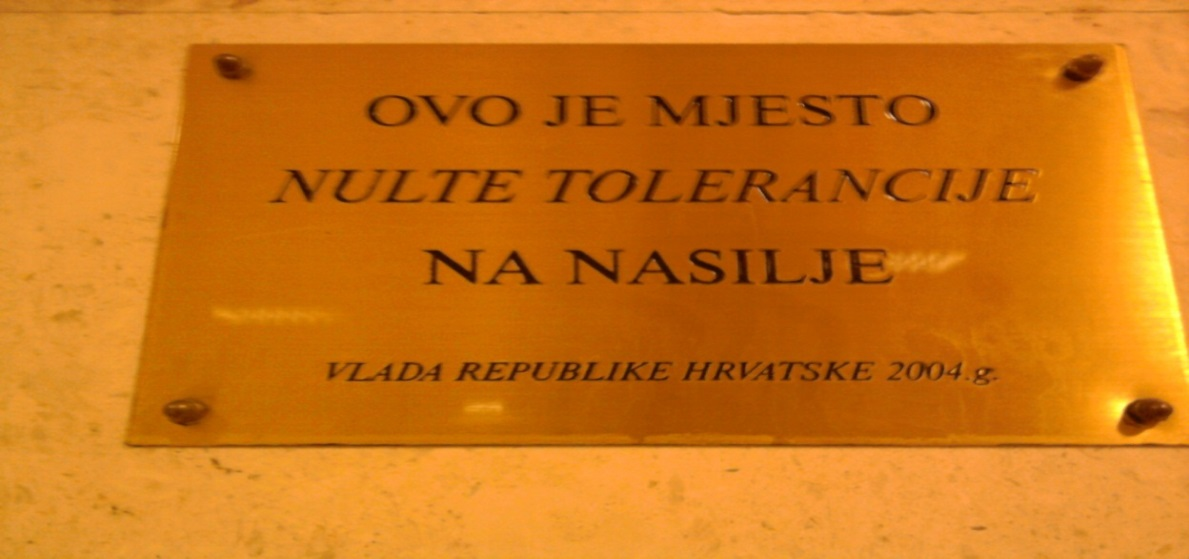 OVO JE MJESTO
NULTE TOLERANCIJE
NA NASILJE
VLADA REPUBLIKE HRVATSKE 2004.g.